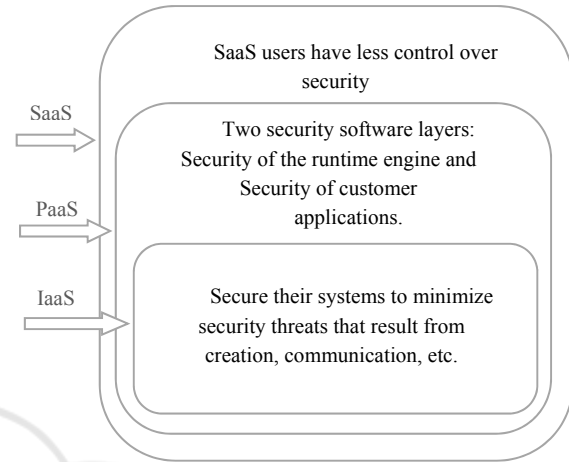 SaaS users have less control over
security
SaaS
Two security software layers:
Security of the runtime engine and
Security of customer
applications.
PaaS
IaaS
Secure their systems to minimize
security threats that result from
creation, communication, etc.